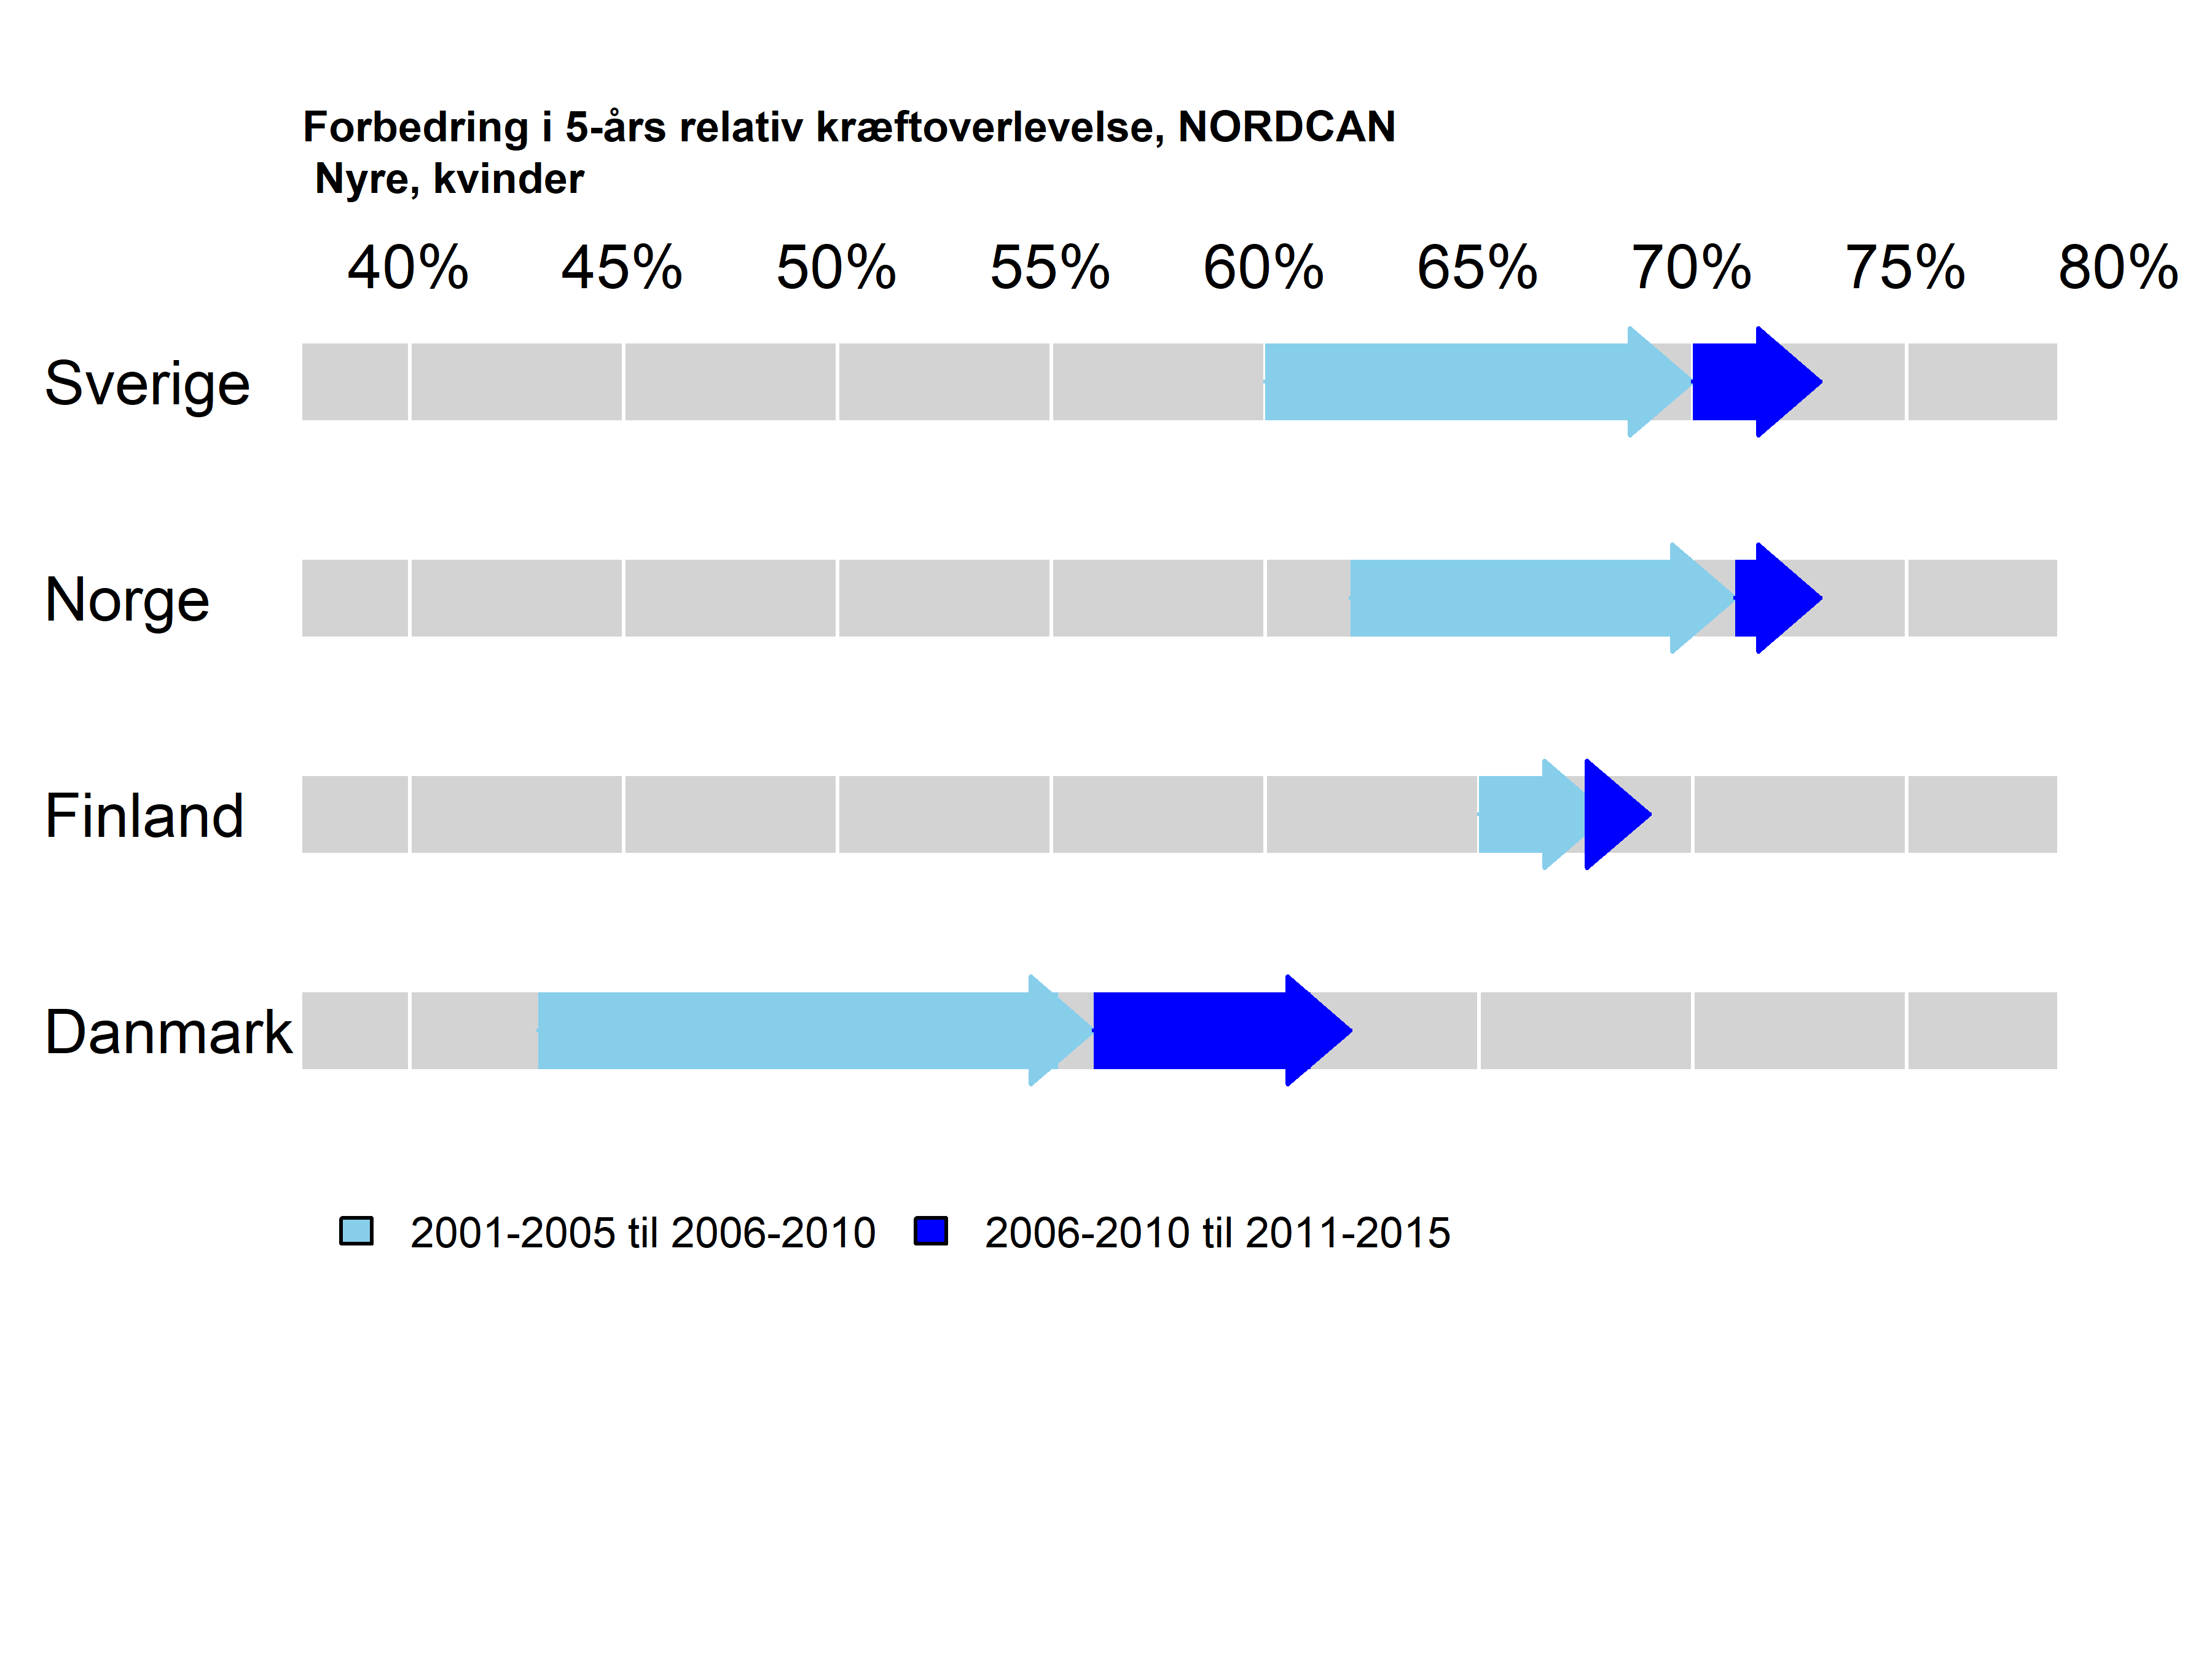 Forbedring i 5-års relativ kræftoverlevelse, NORDCAN
Nyre, kvinder
40% 45% 50% 55% 60% 65% 70% 75% 80%
Sverige
Norge
Finland
Danmark
2001-2005 til 2006-2010 2006-2010 til 2011-2015